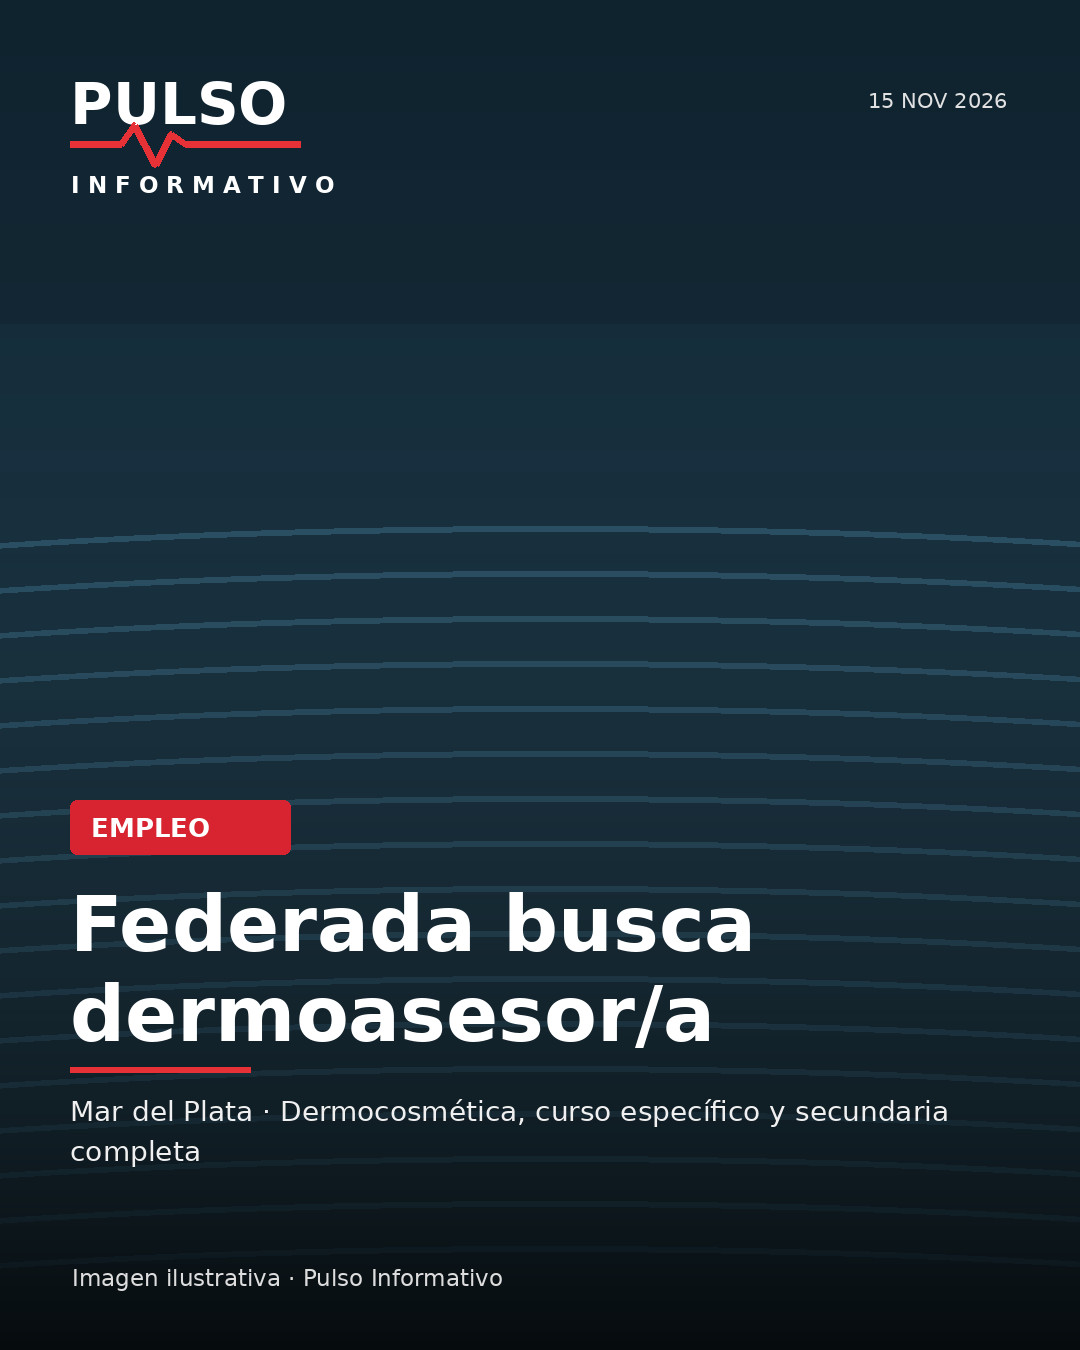 PULSO
INFORMATIVO
15 NOV 2026
EMPLEO
Federada busca
dermoasesor/a
Mar del Plata · Dermocosmética, curso específico y secundaria
completa
Imagen ilustrativa · Pulso Informativo